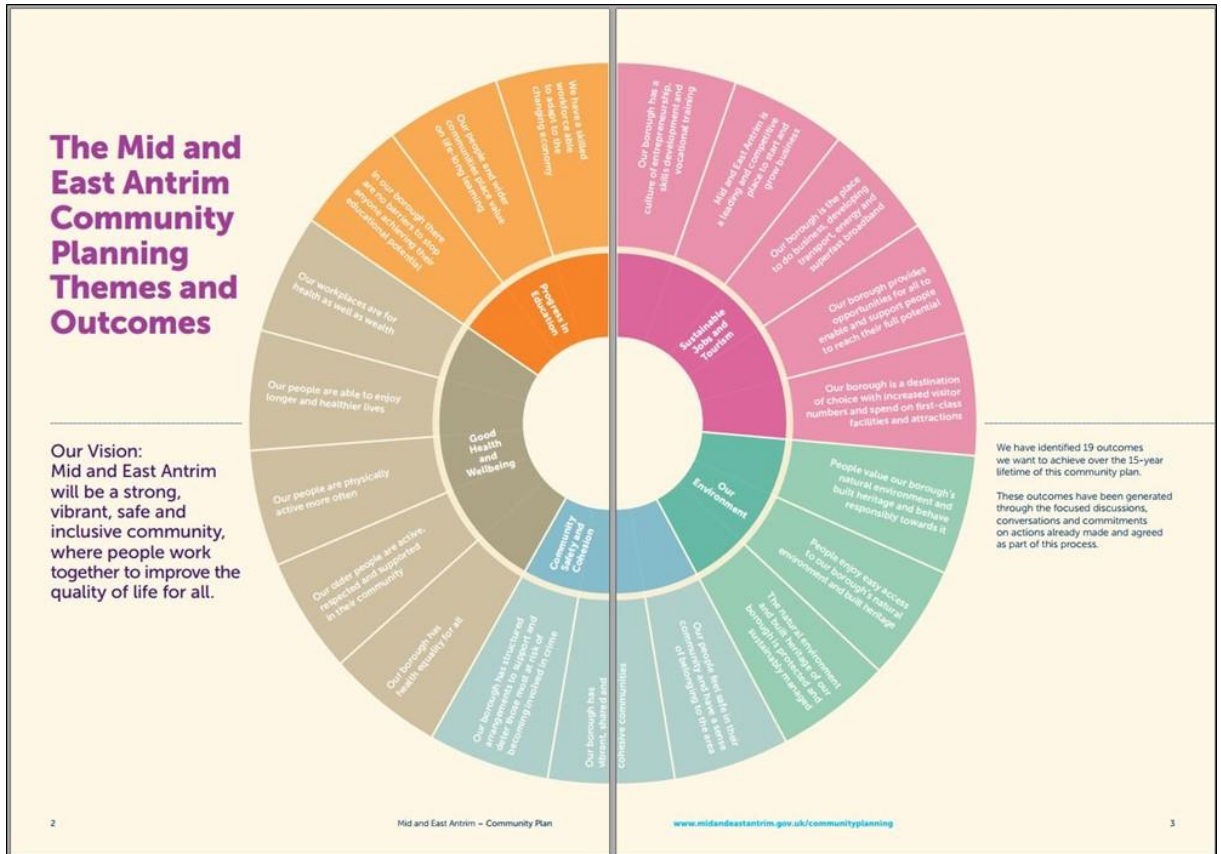 The Mid and
East Antrim
Community
Planning
Themes and
Outcomes
Our Vision:
Mid and East Antrim
will be a strong,
vibrant, safe and
inclusive community,
where people work
together to improve the
quality of life for all.
We have a skilled
workforce able
to adapt to the
changing economy
Our people and wider
communities place value
on life-long learning
In our borough there
are no barriers to stop
anyone achieving their
educational potential
Our workplaces are for
health as well as wealth
Our people are able to enjoy
longer and healthier lives
Our people are physically
active more often
Our older people are active,
respected and supported
in their community
Our borough has
health equality for all
Our borough has structured
arrangements to support and
deter those most at risk of
becoming involved in crime
Our borough has
vibrant, shared and
cohesive communities
Our people feel safe in their
community and have a sense
of belonging to the area
The natural environment
and built heritage of our
borough is protected and
sustainably managed
People enjoy easy access
to our borough's natural
environment and built heritage
People value our borough's
natural environment and
built heritage and behave
responsibly towards it
Our borough is a destination
of choice with increased visitor
numbers and spend on first-class
facilities and attractions
Our borough provides
opportunities for all to
enable and support people
to reach their full potential
Our borough is the place
to do business, developing
transport, energy and
superfast broadband
Mid and East Antrim is
a leading and competitive
place to start and
grow business
Our borough has a
culture of entrepreneurship,
skills development and
vocational training
Progress in
Education
Good
Health
and
Wellbeing
Community
Safety and
Cohesion
Our
Environment
Sustainable
Jobs and
Tourism
We have identified 19 outcomes
we want to achieve over the 15-year
lifetime of this community plan.
These outcomes have been generated
through the focused discussions,
conversations and commitments
on actions already made and agreed
as part of this process.
2
Mid and East Antrim – Community Plan
www.midandeastantrim.gov.uk/communityplanning
3